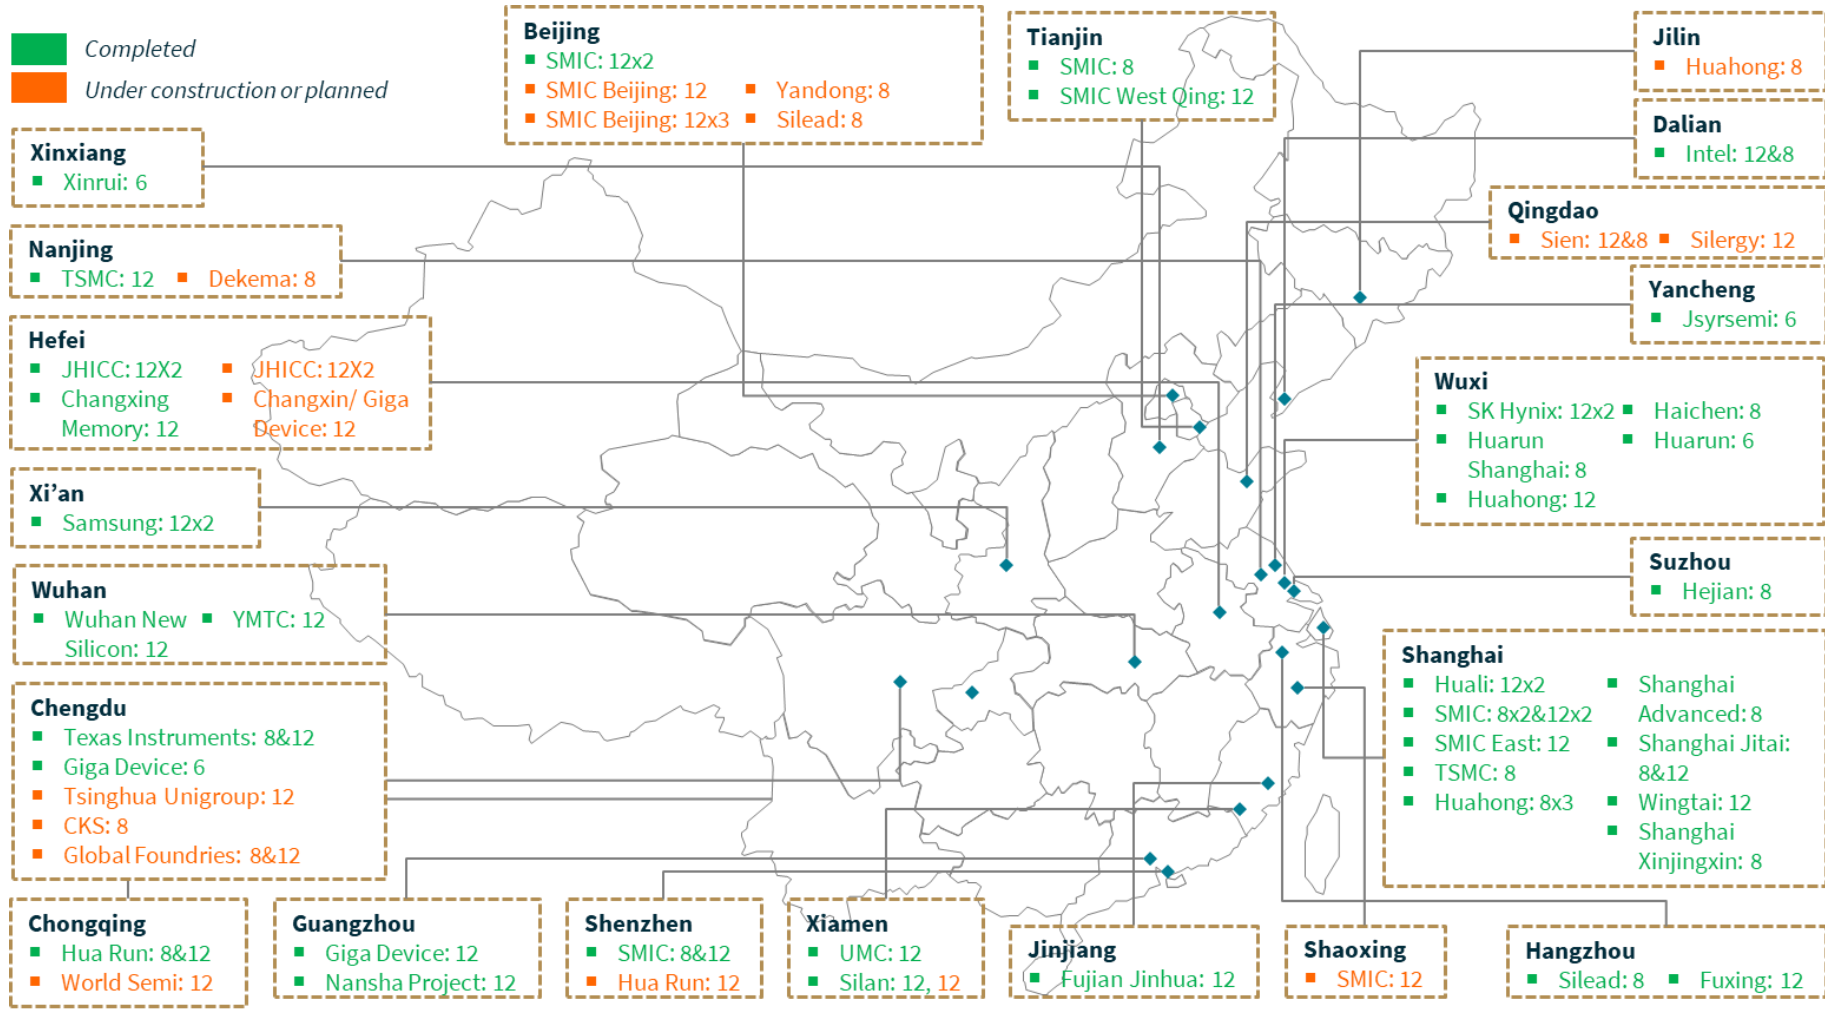 Completed
Under construction or planned
Beijing
SMIC: 12x2
SMIC Beijing: 12
Yandong: 8
SMIC Beijing: 12x3
Silead: 8
Tianjin
SMIC: 8
SMIC West Qing: 12
Jilin
Huahong: 8
Dalian
Intel: 12&8
Xinxiang
Xinrui: 6
Qingdao
Sien: 12&8
Silergy: 12
Nanjing
TSMC: 12
Dekema: 8
Yancheng
Jsyrsemi: 6
Hefei
JHICC: 12X2
Changxing
Memory: 12
JHICC: 12X2
Changxin/ Giga
Device: 12
Wuxi
SK Hynix: 12x2
Huarun
Shanghai: 8
Huahong: 12
Haichen: 8
Huarun: 6
Xi’an
Samsung: 12x2
Suzhou
Hejian: 8
Wuhan
Wuhan New
Silicon: 12
YMTC: 12
Shanghai
Huali: 12x2
SMIC: 8x2&12x2
SMIC East: 12
TSMC: 8
Huahong: 8x3
Shanghai
Advanced: 8
Shanghai Jitai:
8&12
Wingtai: 12
Shanghai
Xinjingxin: 8
Chengdu
Texas Instruments: 8&12
Giga Device: 6
Tsinghua Unigroup: 12
CKS: 8
Global Foundries: 8&12
Chongqing
Hua Run: 8&12
World Semi: 12
Guangzhou
Giga Device: 12
Nansha Project: 12
Shenzhen
SMIC: 8&12
Hua Run: 12
Xiamen
UMC: 12
Silan: 12, 12
Jinjiang
Fujian Jinhua: 12
Shaoxing
SMIC: 12
Hangzhou
Silead: 8
Fuxing: 12